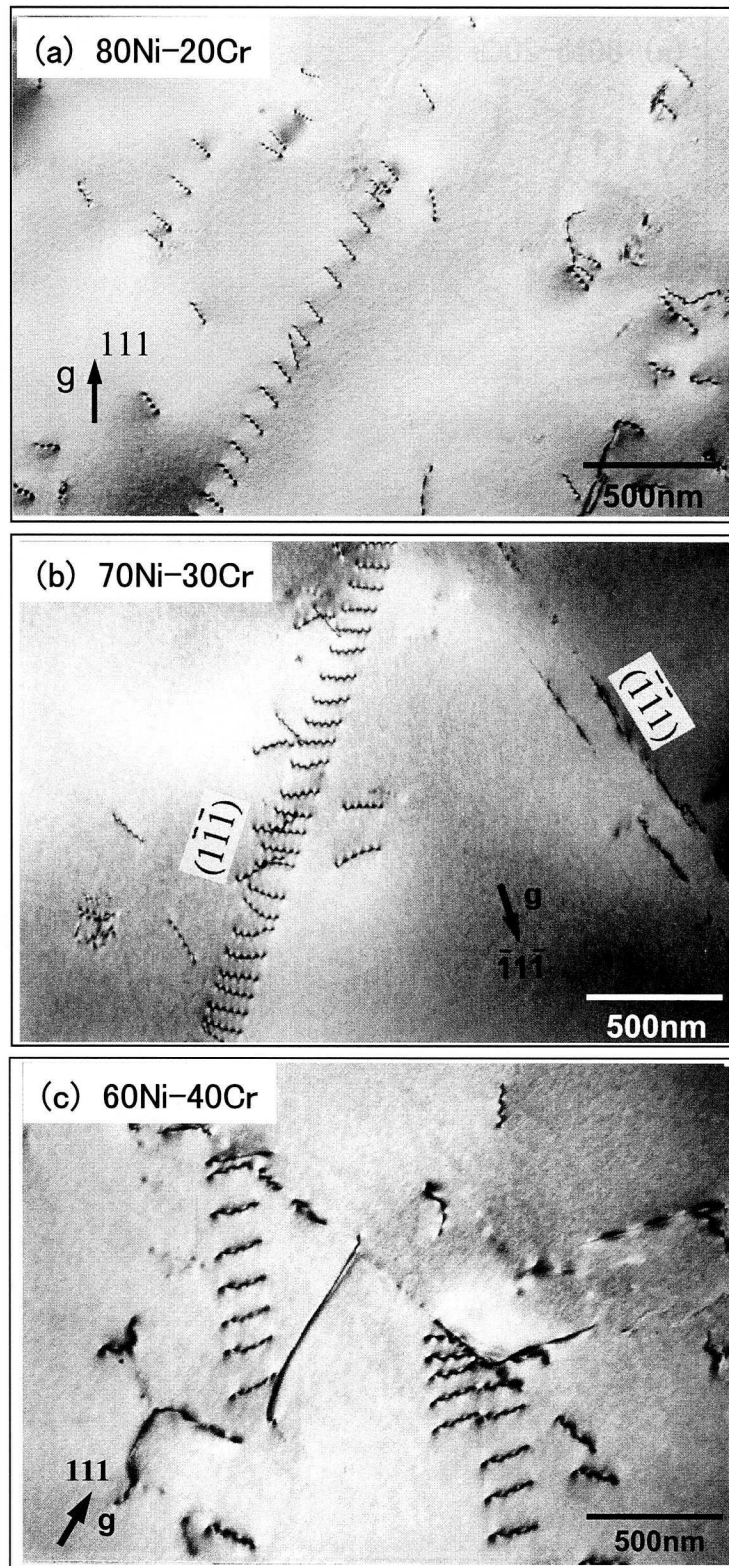 (a) 80Ni-20Cr
111
g
500nm
(b) 70Ni-30Cr
(1̄1̄1)
(11̄1̄)
g
1̄11̄
500nm
(c) 60Ni-40Cr
111
g
500nm